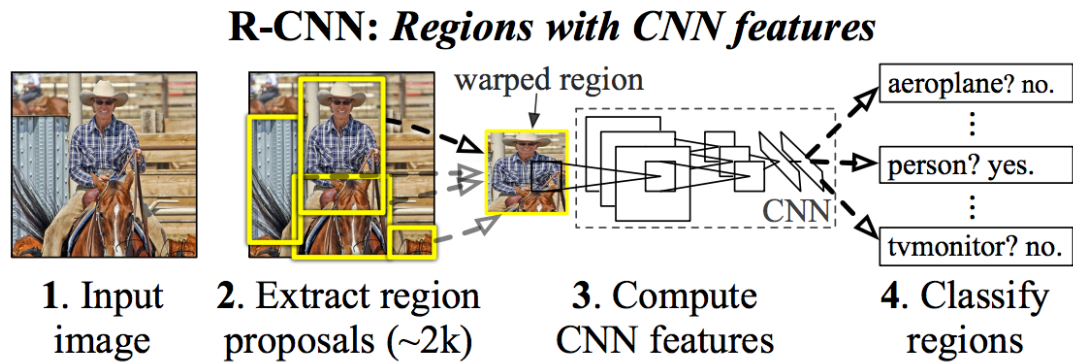 R-CNN: Regions with CNN features
warped region
aeroplane? no.
⋮
person? yes.
⋮
tvmonitor? no.
CNN
1. Input
image
2. Extract region
proposals (~2k)
3. Compute
CNN features
4. Classify
regions